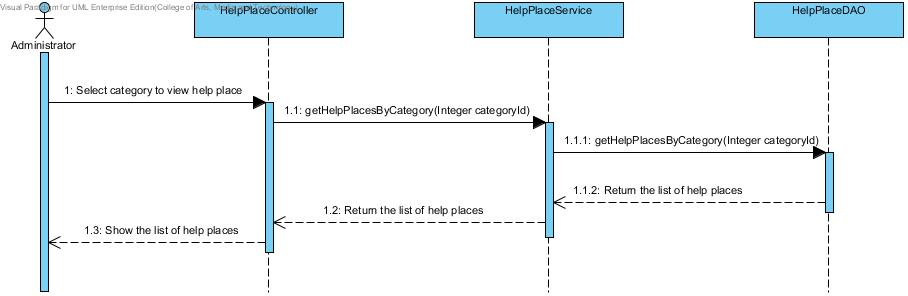 Visual Paradigm for UML Enterprise Edition(College of Arts, Media
HelpPlaceController
HelpPlaceService
HelpPlaceDAO
Administrator
1: Select category to view help place
1.1: getHelpPlacesByCategory(Integer categoryId)
1.1.1: getHelpPlacesByCategory(Integer categoryId)
1.1.2: Return the list of help places
1.2: Return the list of help places
1.3: Show the list of help places